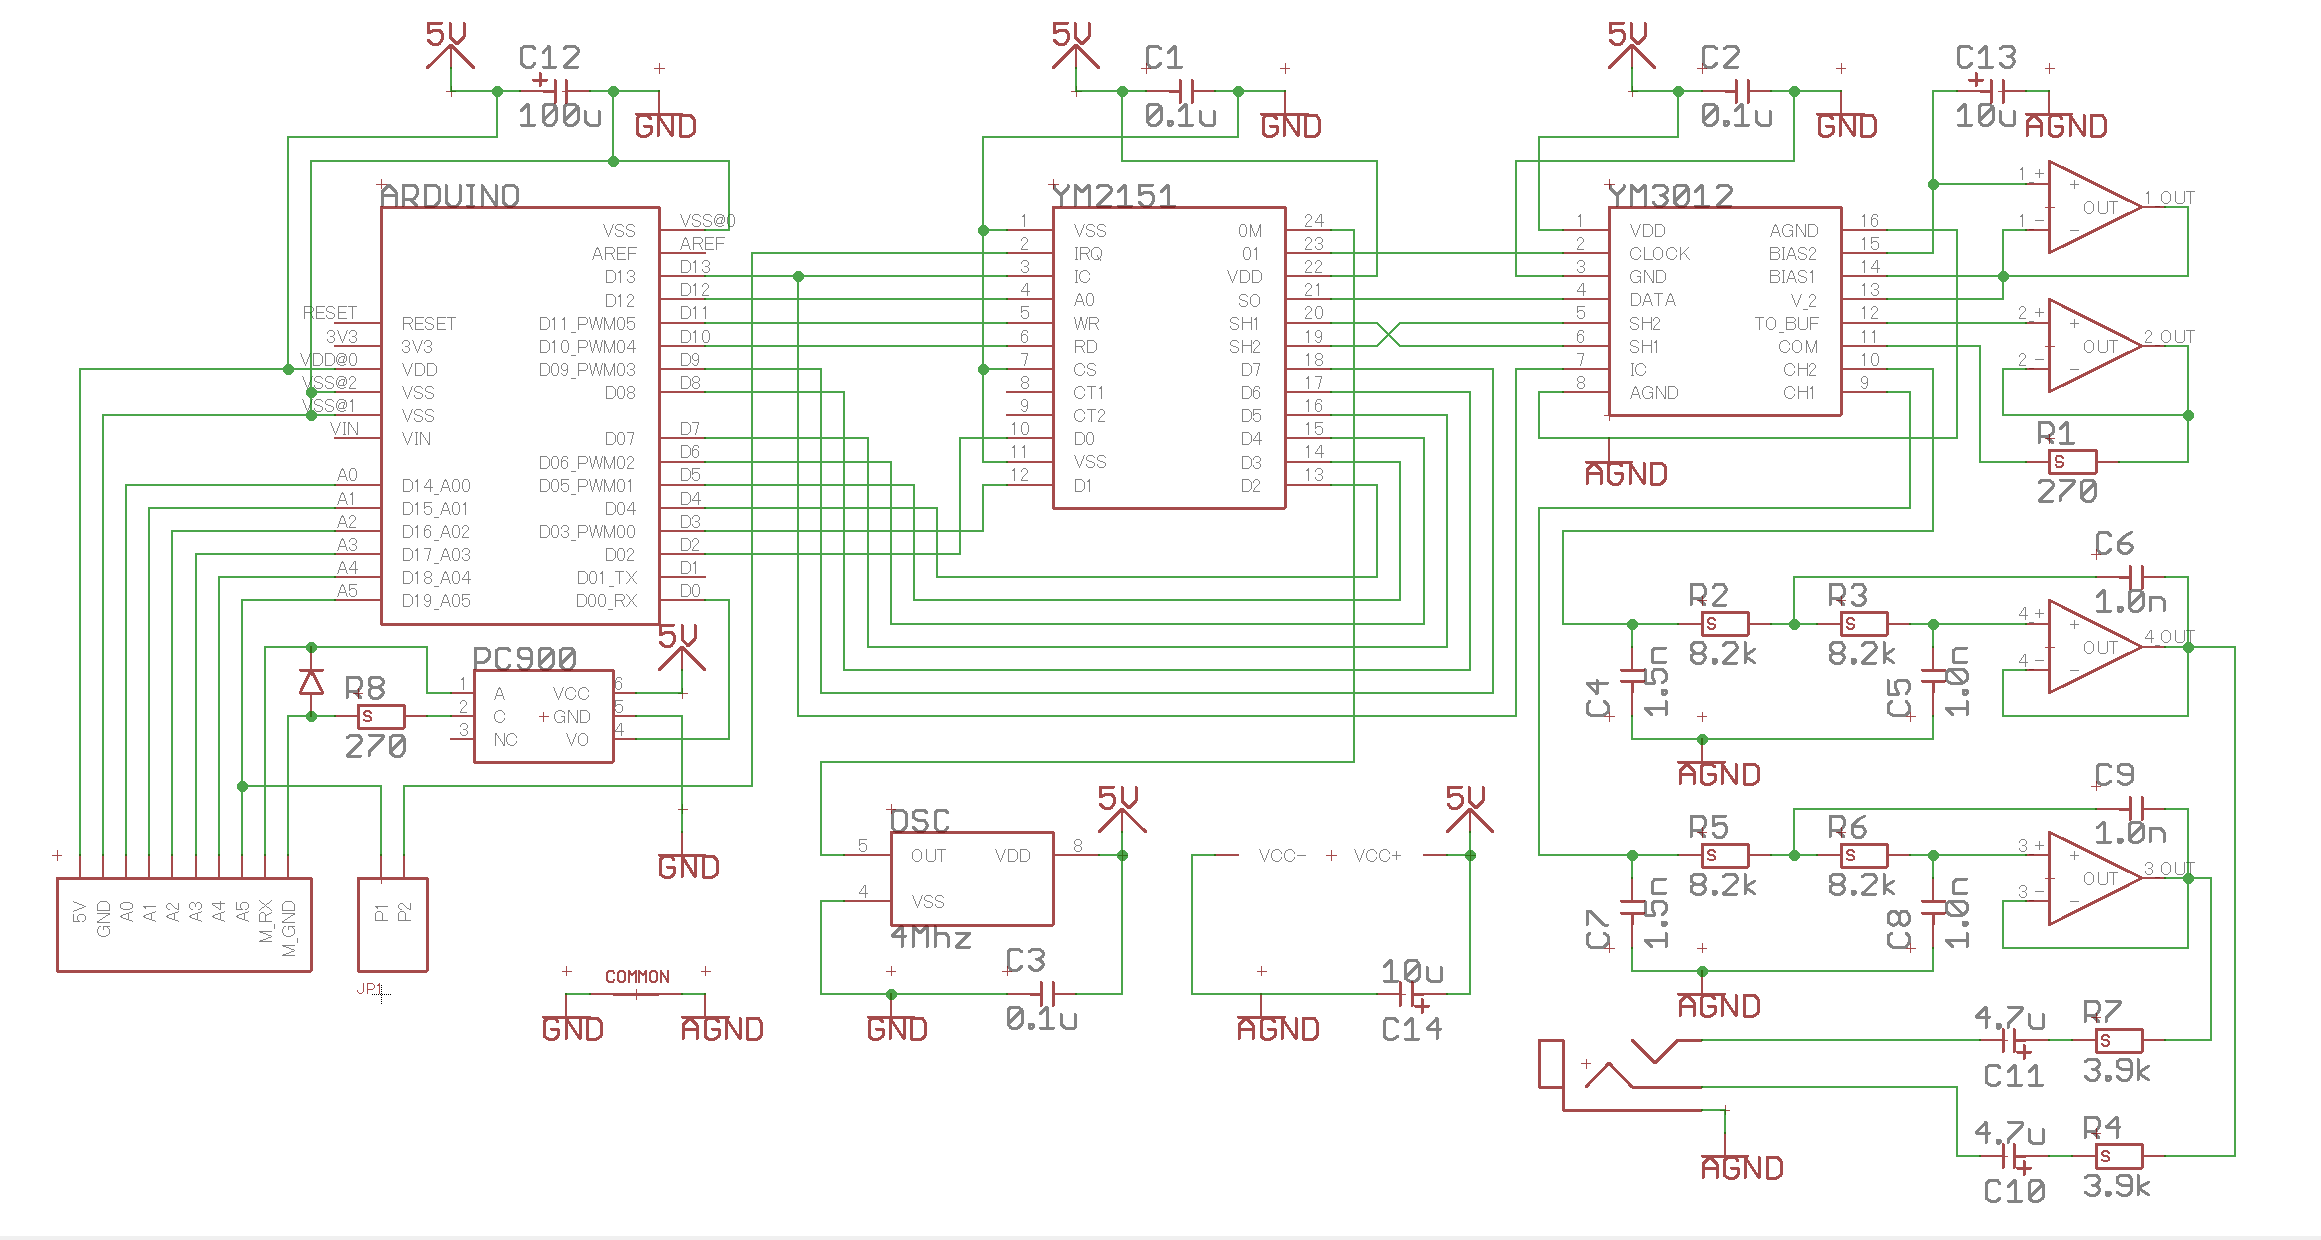 5V
C12
100u
GND
5V
C1
0.1u
GND
5V
C2
0.1u
GND
C13
10u
AGND
ARDUINO
VSS VSS@0
AREF AREF
D13 D13
D12 D12
D11_PWM05 D11
D10_PWM04 D10
D09_PWM03 D9
D08 D8
D07 D7
D06_PWM02 D6
D05_PWM01 D5
D04 D4
D03_PWM00 D3
D02 D2
D01_TX D1
D00_RX D0
RESET RESET
3V3 3V3
VDD@0 VDD
VSS@2 VSS
VSS@1 VSS
VIN VIN
A0 D14_A00
A1 D15_A01
A2 D16_A02
A3 D17_A03
A4 D18_A04
A5 D19_A05
YM2151
1 VSS 0M 24
2 IRQ 01 23
3 IC VDD 22
4 A0 SO 21
5 WR SH1 20
6 RD SH2 19
7 CS D7 18
8 CT1 D6 17
9 CT2 D5 16
10 D0 D4 15
11 VSS D3 14
12 D1 D2 13
YM3012
1 VDD AGND 16
2 CLOCK BIAS2 15
3 GND BIAS1 14
4 DATA V_2 13
5 SH2 TO_BUF 12
6 SH1 COM 11
7 IC CH2 10
8 AGND CH1 9
AGND
1 + + OUT 1 OUT
1 - -
2 + + OUT 2 OUT
2 - -
R1
S
270
C6
1.0n
R2
S
8.2k
R3
S
8.2k
C4
1.5n
C5
1.0n
4 + + OUT 4 OUT
4 - -
AGND
C9
1.0n
R5
S
8.2k
R6
S
8.2k
C7
1.5n
C8
1.0n
3 + + OUT 3 OUT
3 - -
AGND
R8
S
270
PC900
5V
1 A VCC 6
2 C GND 5
3 NC VO 4
GND
5V
GND
A0
A1
A2
A3
A4
A5
M_RX
M_GND
P1
P2
JP1
COMMON
GND
AGND
DSC
5 OUT VDD 8
4 VSS
4Mhz
5V
C3
0.1u
GND
5V
VCC- VCC+
10u
C14
AGND
4.7u
C11
R7
S
3.9k
4.7u
C10
R4
S
3.9k
AGND